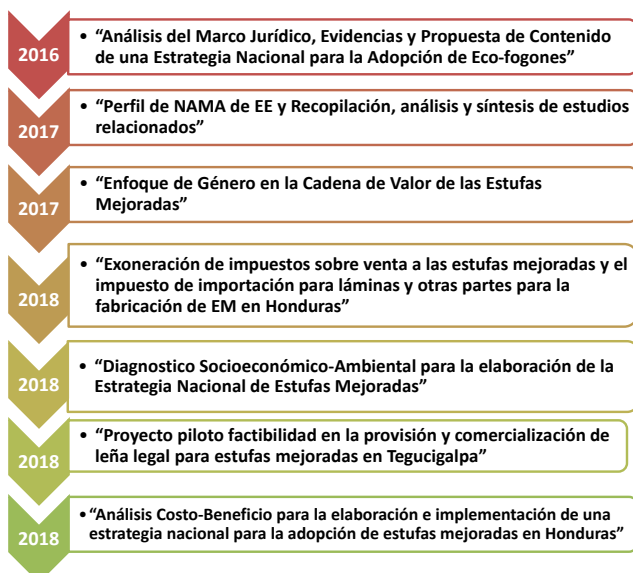 2016
• “Análisis del Marco Jurídico, Evidencias y Propuesta de Contenido
de una Estrategia Nacional para la Adopción de Eco-fogones”
2017
• “Perfil de NAMA de EE y Recopilación, análisis y síntesis de estudios
relacionados”
2017
• “Enfoque de Género en la Cadena de Valor de las Estufas
Mejoradas”
2018
• “Exoneración de impuestos sobre venta a las estufas mejoradas y el
impuesto de importación para láminas y otras partes para la
fabricación de EM en Honduras”
2018
• “Diagnostico Socioeconómico-Ambiental para la elaboración de la
Estrategia Nacional de Estufas Mejoradas”
2018
• “Proyecto piloto factibilidad en la provisión y comercialización de
leña legal para estufas mejoradas en Tegucigalpa”
2018
• “Análisis Costo-Beneficio para la elaboración e implementación de una
estrategia nacional para la adopción de estufas mejoradas en Honduras”